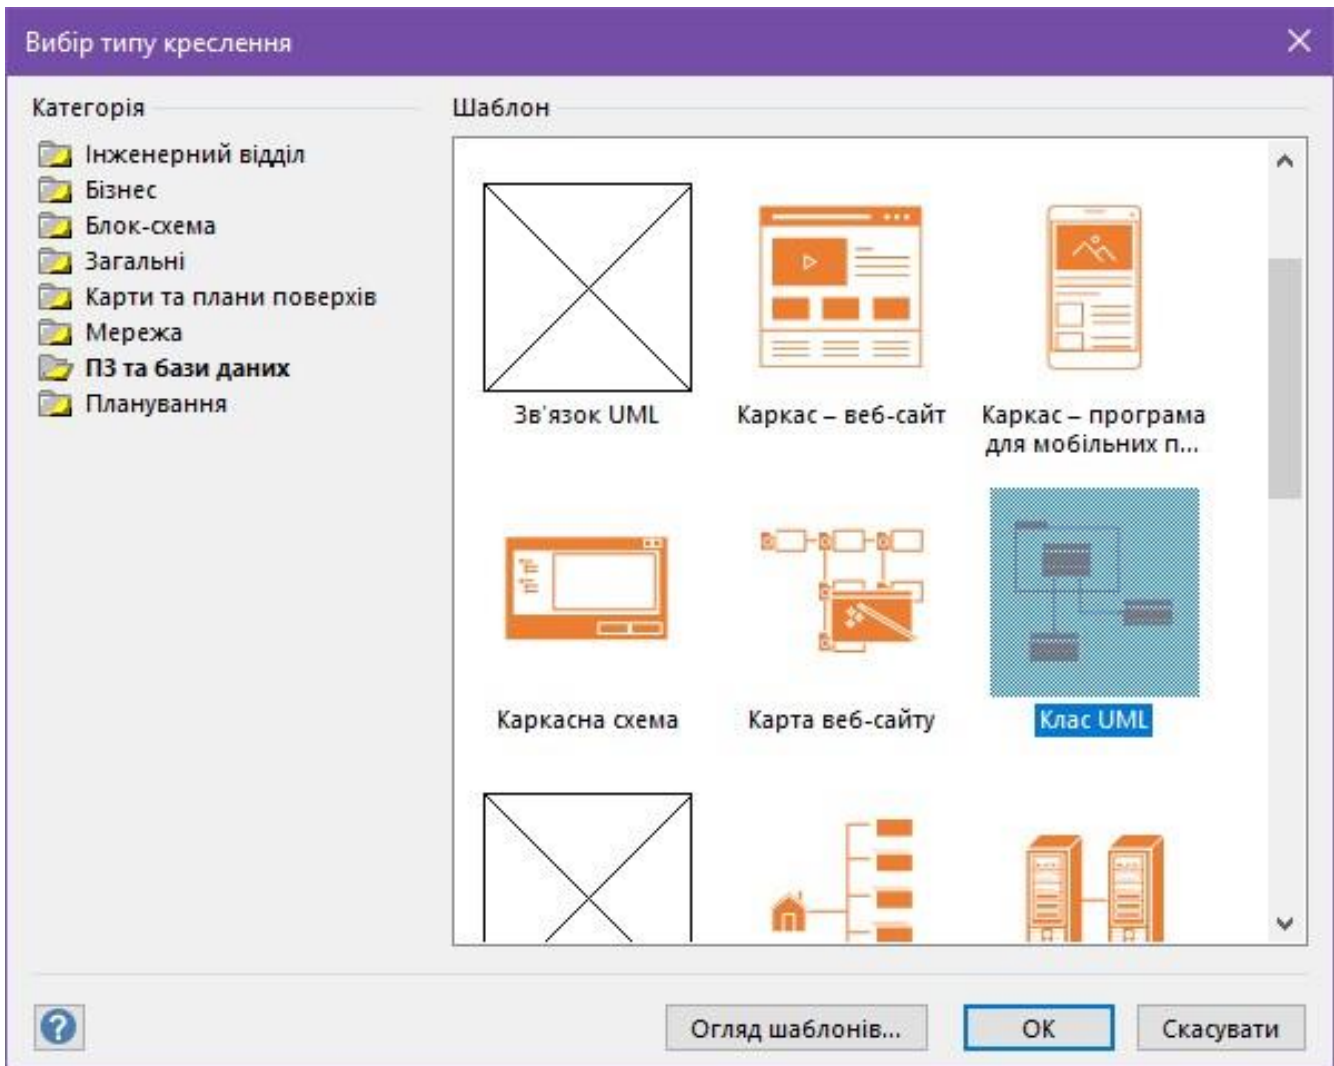 Вибір типу креслення
Категорія
Інженерний відділ
Бізнес
Блок-схема
Загальні
Карти та плани поверхів
Мережа
ПЗ та бази даних
Планування
Шаблон
Зв'язок UML
Каркас – веб-сайт
Каркас – програма
для мобільних п...
Каркасна схема
Карта веб-сайту
Клас UML
Огляд шаблонів...
ОК
Скасувати